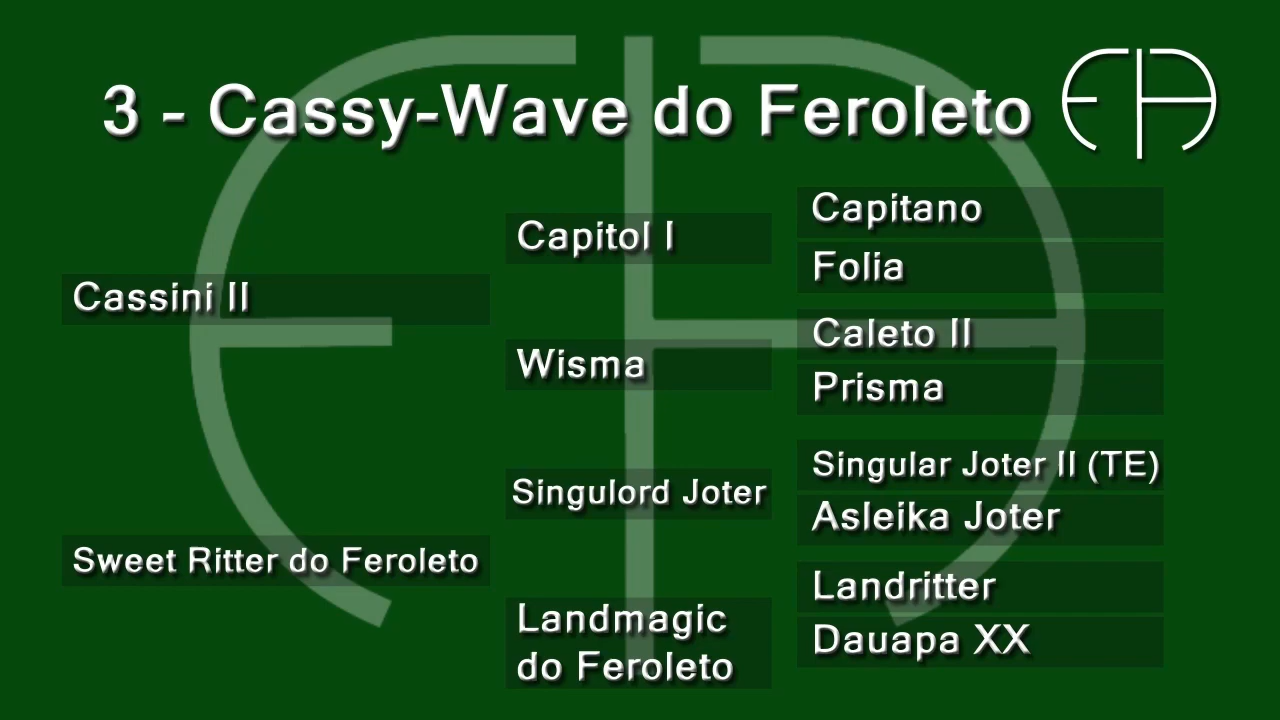 3 - Cassy-Wave do Feroleto
Cassini II
Capitol I
Capitano
Folia
Wisma
Caleto II
Prisma
Sweet Ritter do Feroleto
Singulord Joter
Singular Joter II (TE)
Asleika Joter
Landmagic
do Feroleto
Landritter
Dauapa XX